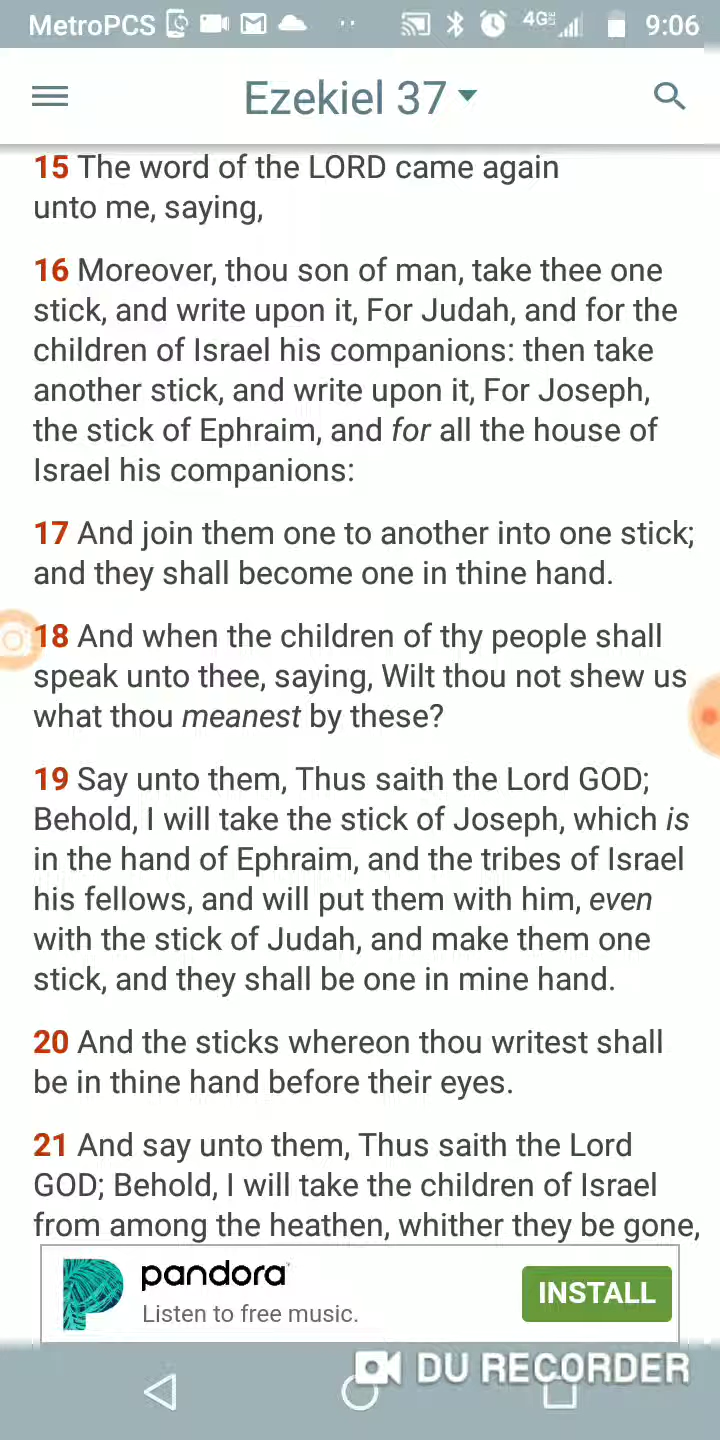 MetroPCS 4G 9:06
Ezekiel 37
15 The word of the LORD came again
unto me, saying,
16 Moreover, thou son of man, take thee one
stick, and write upon it, For Judah, and for the
children of Israel his companions: then take
another stick, and write upon it, For Joseph,
the stick of Ephraim, and for all the house of
Israel his companions:
17 And join them one to another into one stick;
and they shall become one in thine hand.
18 And when the children of thy people shall
speak unto thee, saying, Wilt thou not shew us
what thou meanest by these?
19 Say unto them, Thus saith the Lord GOD;
Behold, I will take the stick of Joseph, which is
in the hand of Ephraim, and the tribes of Israel
his fellows, and will put them with him, even
with the stick of Judah, and make them one
stick, and they shall be one in mine hand.
20 And the sticks whereon thou writest shall
be in thine hand before their eyes.
21 And say unto them, Thus saith the Lord
GOD; Behold, I will take the children of Israel
from among the heathen, whither they be gone,
pandora
Listen to free music.
INSTALL
DU RECORDER